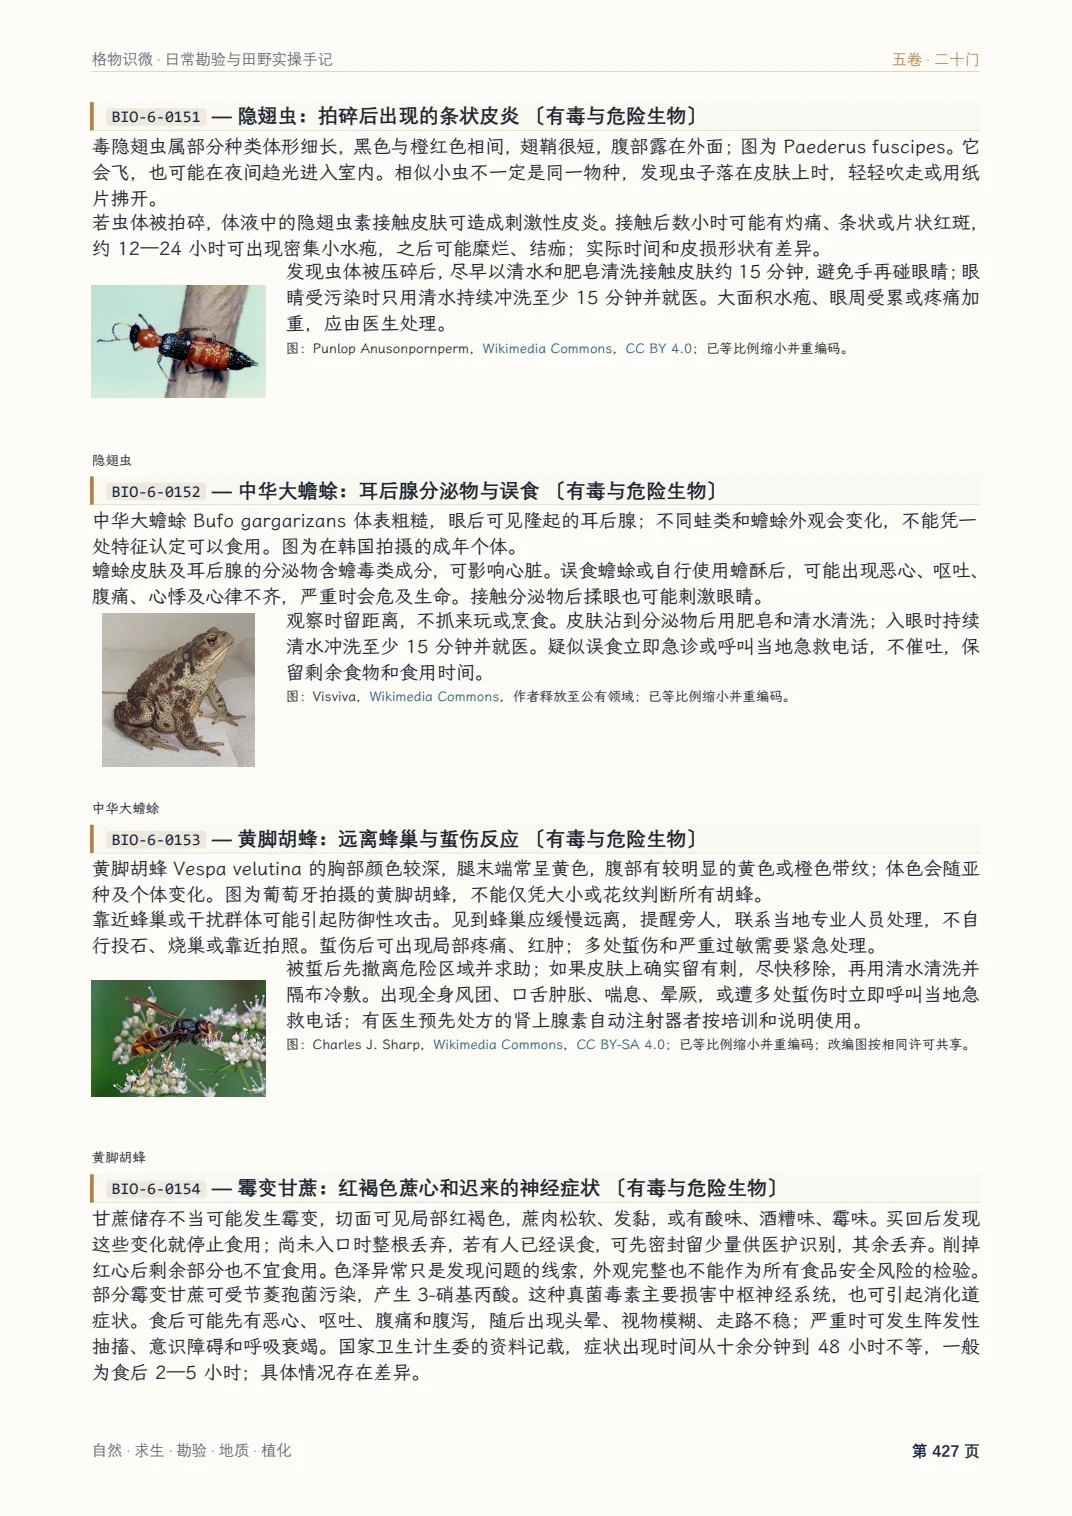 格物识微 · 日常勘验与田野实操手记
五卷 · 二十门
BIO-6-0151 — 隐翅虫：拍碎后出现的条状皮炎 〔有毒与危险生物〕
毒隐翅虫属部分种类体形细长，黑色与橙红色相间，翅鞘很短，腹部露在外面；图为 Paederus fuscipes。它
会飞，也可能在夜间趋光进入室内。相似小虫不一定是同一物种，发现虫子落在皮肤上时，轻轻吹走或用纸
片拂开。
若虫体被拍碎，体液中的隐翅虫素接触皮肤可造成刺激性皮炎。接触后数小时可能有灼痛、条状或片状红斑，
约 12—24 小时可出现密集小水疱，之后可能糜烂、结痂；实际时间和皮损形状有差异。
发现虫体被压碎后，尽早以清水和肥皂清洗接触皮肤约 15 分钟，避免手再碰眼睛；眼
睛受污染时只用清水持续冲洗至少 15 分钟并就医。大面积水疱、眼周受累或疼痛加
重，应由医生处理。
图：Punlop Anusonpornperm，Wikimedia Commons，CC BY 4.0；已等比例缩小并重编码。
隐翅虫
BIO-6-0152 — 中华大蟾蜍：耳后腺分泌物与误食 〔有毒与危险生物〕
中华大蟾蜍 Bufo gargarizans 体表粗糙，眼后可见隆起的耳后腺；不同蛙类和蟾蜍外观会变化，不能凭一
处特征认定可以食用。图为在韩国拍摄的成年个体。
蟾蜍皮肤及耳后腺的分泌物含蟾毒类成分，可影响心脏。误食蟾蜍或自行使用蟾酥后，可能出现恶心、呕吐、
腹痛、心悸及心律不齐，严重时会危及生命。接触分泌物后揉眼也可能刺激眼睛。
观察时留距离，不抓来玩或烹食。皮肤沾到分泌物后用肥皂和清水清洗；入眼时持续
清水冲洗至少 15 分钟并就医。疑似误食立即急诊或呼叫当地急救电话，不催吐，保
留剩余食物和食用时间。
图：Visviva，Wikimedia Commons，作者释放至公有领域；已等比例缩小并重编码。
中华大蟾蜍
BIO-6-0153 — 黄脚胡蜂：远离蜂巢与蜇伤反应 〔有毒与危险生物〕
黄脚胡蜂 Vespa velutina 的胸部颜色较深，腿末端常呈黄色，腹部有较明显的黄色或橙色带纹；体色会随亚
种及个体变化。图为葡萄牙拍摄的黄脚胡蜂，不能仅凭大小或花纹判断所有胡蜂。
靠近蜂巢或干扰群体可能引起防御性攻击。见到蜂巢应缓慢远离，提醒旁人，联系当地专业人员处理，不自
行投石、烧巢或靠近拍照。蜇伤后可出现局部疼痛、红肿；多处蜇伤和严重过敏需要紧急处理。
被蜇后先撤离危险区域并求助；如果皮肤上确实留有刺，尽快移除，再用清水清洗并
隔布冷敷。出现全身风团、口舌肿胀、喘息、晕厥，或遭多处蜇伤时立即呼叫当地急
救电话；有医生预先处方的肾上腺素自动注射器者按培训和说明使用。
图：Charles J. Sharp，Wikimedia Commons，CC BY-SA 4.0；已等比例缩小并重编码；改编图按相同许可共享。
黄脚胡蜂
BIO-6-0154 — 霉变甘蔗：红褐色蔗心和迟来的神经症状 〔有毒与危险生物〕
甘蔗储存不当可能发生霉变，切面可见局部红褐色，蔗肉松软、发黏，或有酸味、酒糟味、霉味。买回后发现
这些变化就停止食用；尚未入口时整根丢弃，若有人已经误食，可先密封留少量供医护识别，其余丢弃。削掉
红心后剩余部分也不宜食用。色泽异常只是发现问题的线索，外观完整也不能作为所有食品安全风险的检验。
部分霉变甘蔗可受节菱孢菌污染，产生 3-硝基丙酸。这种真菌毒素主要损害中枢神经系统，也可引起消化道
症状。食后可能先有恶心、呕吐、腹痛和腹泻，随后出现头晕、视物模糊、走路不稳；严重时可发生阵发性
抽搐、意识障碍和呼吸衰竭。国家卫生计生委的资料记载，症状出现时间从十余分钟到 48 小时不等，一般
为食后 2—5 小时；具体情况存在差异。
自然 · 求生 · 勘验 · 地质 · 植化
第 427 页